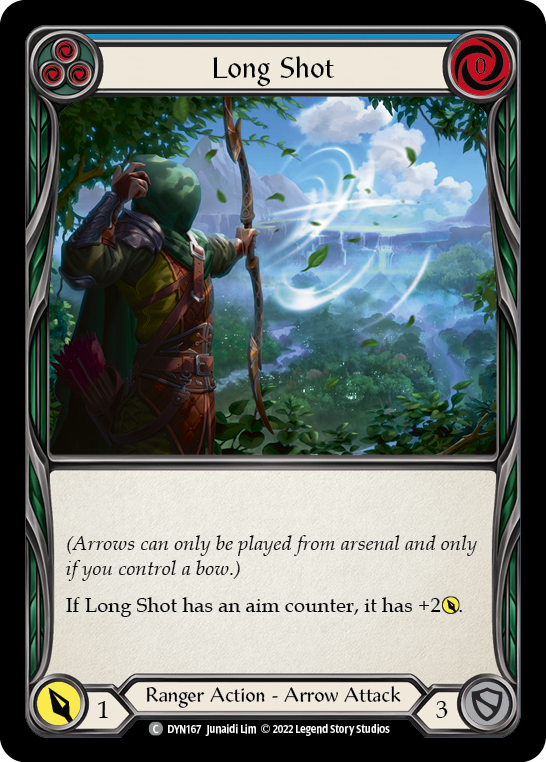 Long Shot
0
(Arrows can only be played from arsenal and only
if you control a bow.)
If Long Shot has an aim counter, it has +2.
1
Ranger Action - Arrow Attack
3
C DYN167 Junaidi Lim © 2022 Legend Story Studios